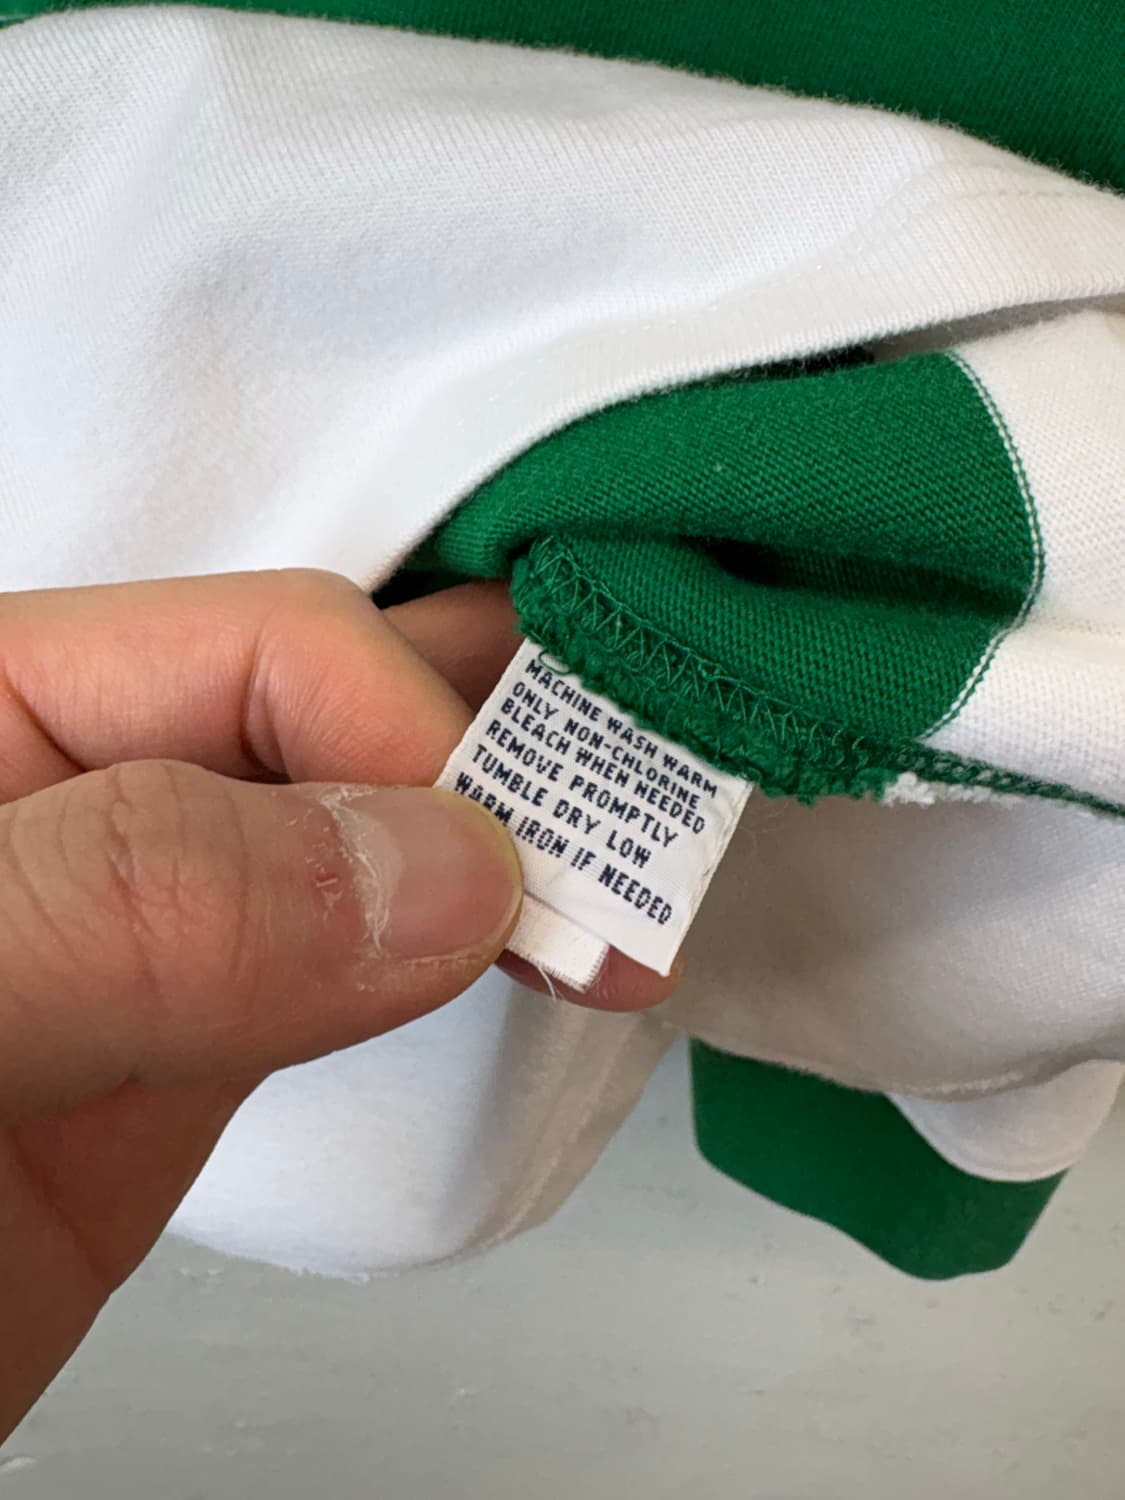 MACHINE WASH WARM
ONLY NON-CHLORINE
BLEACH WHEN NEEDED
REMOVE PROMPTLY
TUMBLE DRY LOW
WARM IRON IF NEEDED